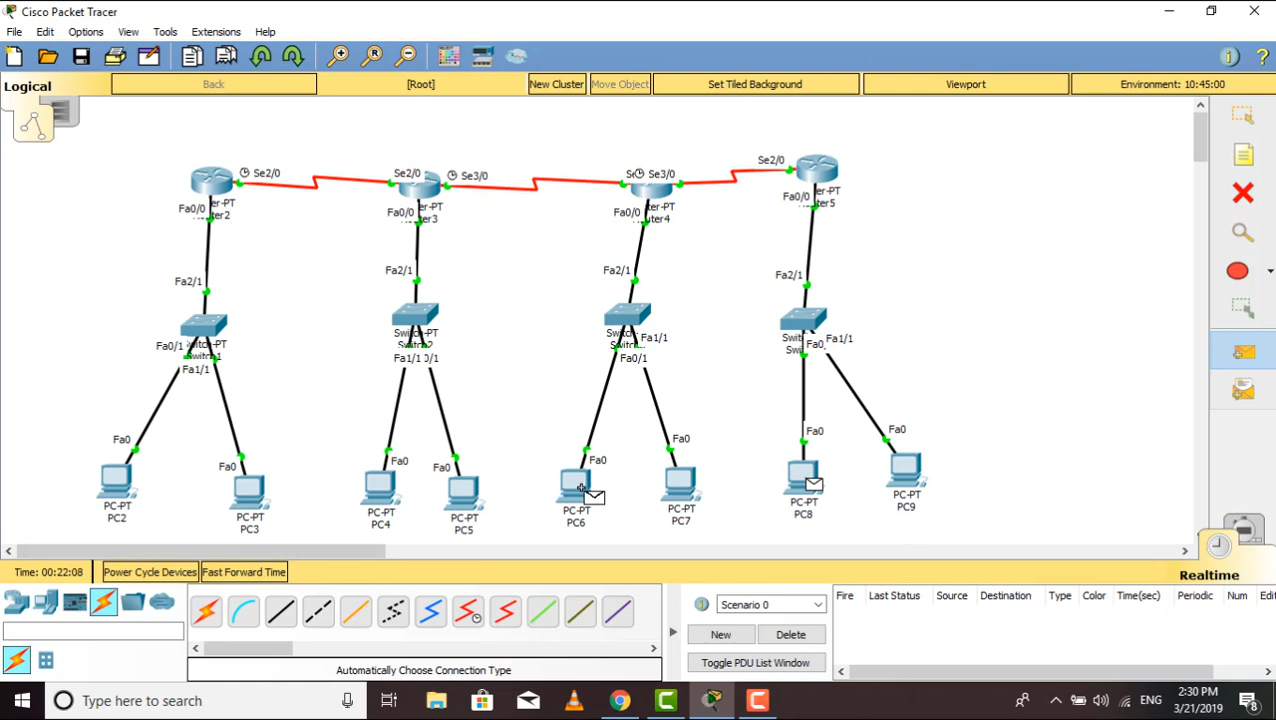 Cisco Packet Tracer
File Edit Options View Tools Extensions Help
Logical Back [Root] New Cluster Move Object Set Tiled Background Viewport Environment: 10:45:00
Se2/0 Se2/0 Se3/0 Se3/0 Se2/0
Fa0/0 Fa0/0 Fa0/0 Fa0/0
Fa2/1 Fa2/1 Fa2/1 Fa2/1
Fa0/1 Fa1/1
Fa1/1 Fa1/1 Fa0/1 Fa1/1
Fa0 Fa0 Fa0 Fa0 Fa0 Fa0 Fa0 Fa0
PC-PT
PC2
PC-PT
PC3
PC-PT
PC4
PC-PT
PC5
PC-PT
PC6
PC-PT
PC7
PC-PT
PC8
PC-PT
PC9
Time: 00:22:08 Power Cycle Devices Fast Forward Time Realtime
Scenario 0
New Delete
Toggle PDU List Window
Fire Last Status Source Destination Type Color Time(sec) Periodic Num Edit
Automatically Choose Connection Type
Type here to search
ENG
2:30 PM
3/21/2019
8